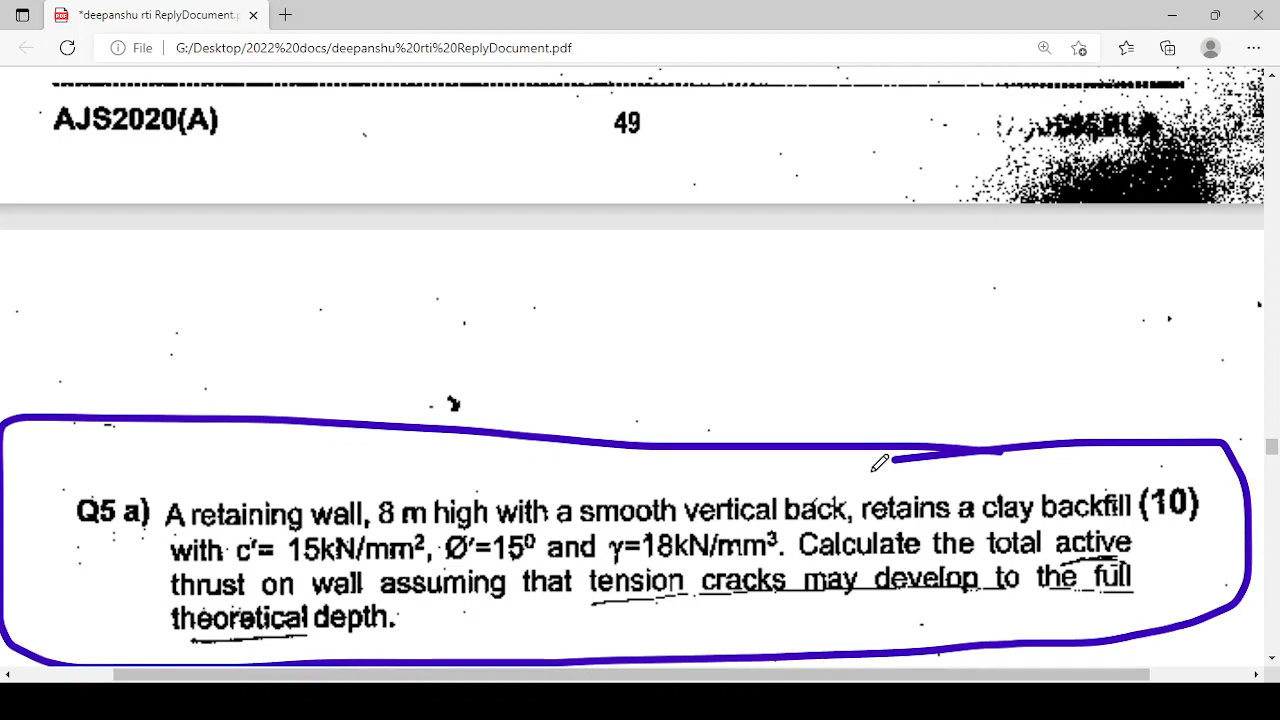 *deepanshu rti ReplyDocument.p
File G:/Desktop/2022%20docs/deepanshu%20rti%20ReplyDocument.pdf
AJS2020(A) 49
Q5 a) A retaining wall, 8 m high with a smooth vertical back, retains a clay backfill (10)
with c'= 15kN/mm², Ø'=15⁰ and γ=18kN/mm³. Calculate the total active
thrust on wall assuming that tension cracks may develop to the full
theoretical depth.